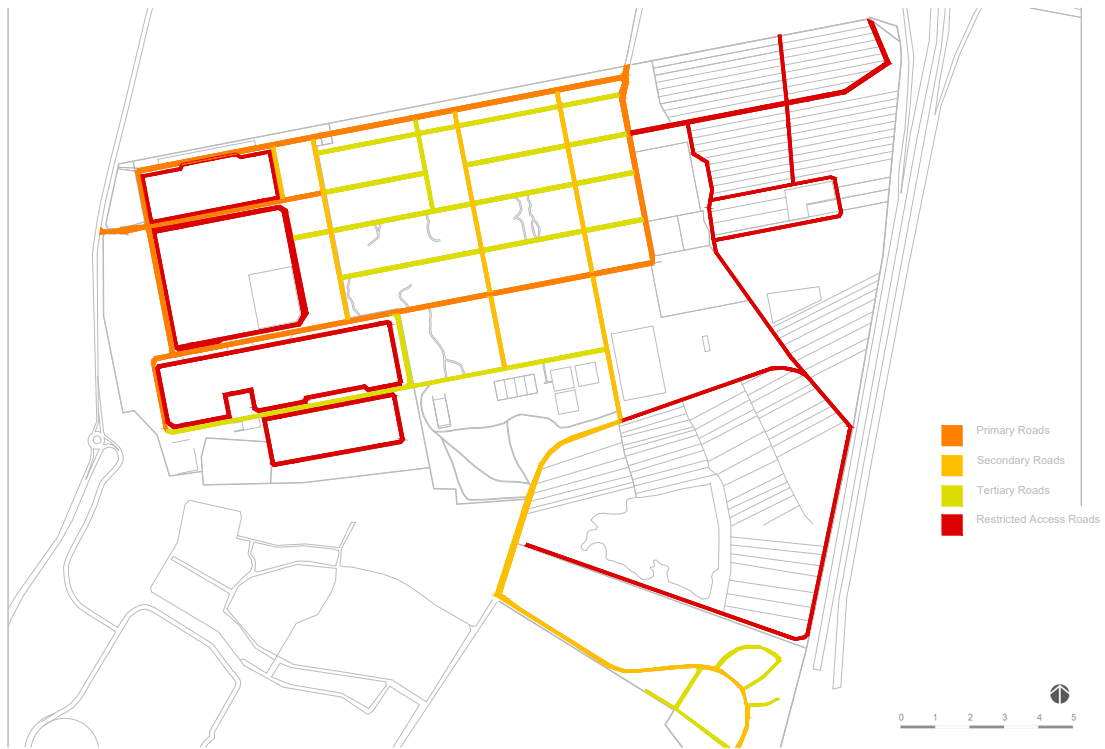 Primary Roads
Secondary Roads
Tertiary Roads
Restricted Access Roads
0 1 2 3 4 5